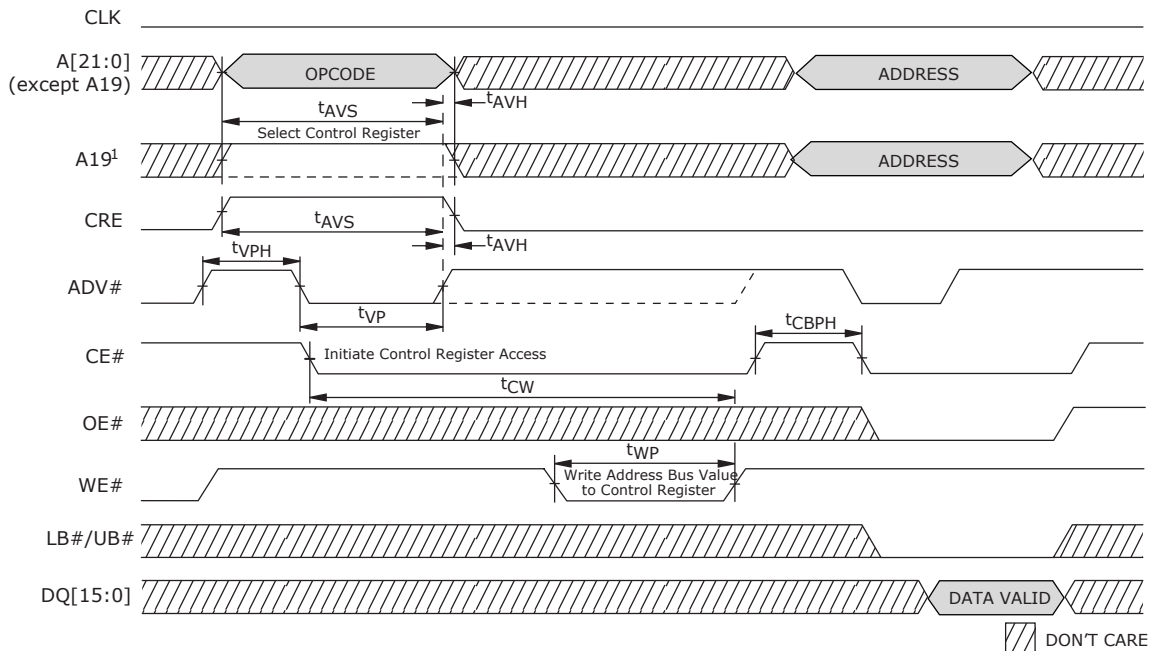 CLK
A[21:0]
(except A19)
OPCODE
ADDRESS
tAVS
tAVH
Select Control Register
A19¹
ADDRESS
CRE
tAVS
tAVH
tVPH
ADV#
tVP
tCBPH
CE#
Initiate Control Register Access
tCW
OE#
tWP
WE#
Write Address Bus Value
to Control Register
LB#/UB#
DQ[15:0]
DATA VALID
DON'T CARE